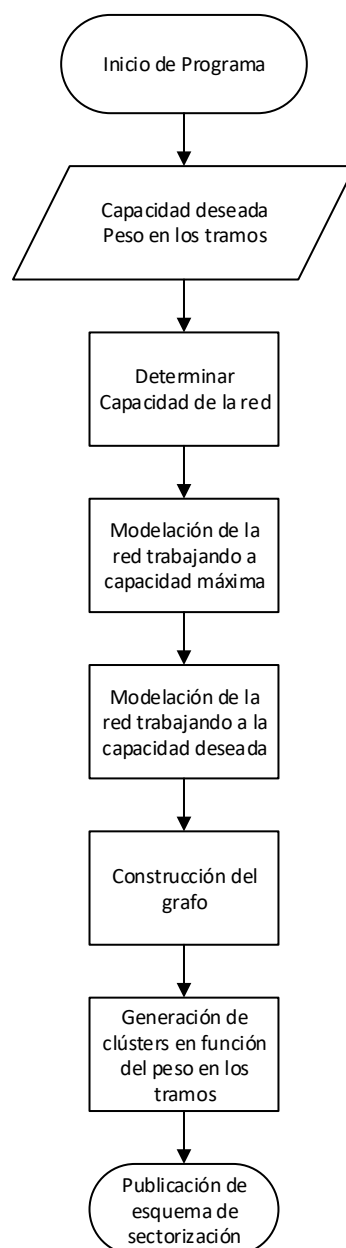 Inicio de Programa
Capacidad deseada
Peso en los tramos
Determinar
Capacidad de la red
Modelación de la
red trabajando a
capacidad máxima
Modelación de la
red trabajando a la
capacidad deseada
Construcción del
grafo
Generación de
clústers en función
del peso en los
tramos
Publicación de
esquema de
sectorización